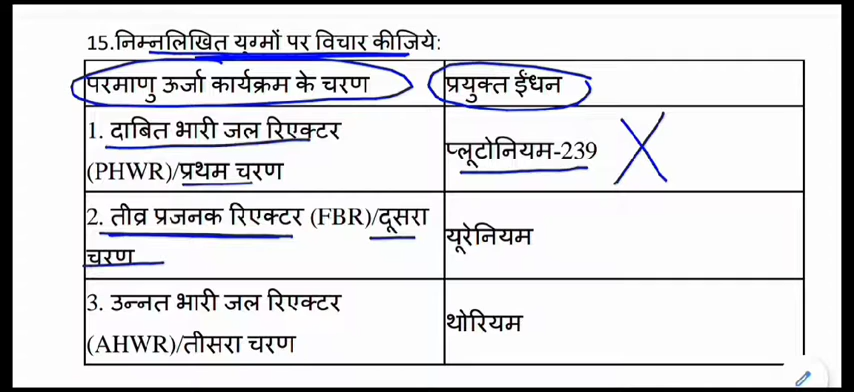 15.निम्नलिखित युग्मों पर विचार कीजिये:
परमाणु ऊर्जा कार्यक्रम के चरण प्रयुक्त ईंधन
1. दाबित भारी जल रिएक्टर
(PHWR)/प्रथम चरण
प्लूटोनियम-239
2. तीव्र प्रजनक रिएक्टर (FBR)/दूसरा
चरण
यूरेनियम
3. उन्नत भारी जल रिएक्टर
(AHWR)/तीसरा चरण
थोरियम